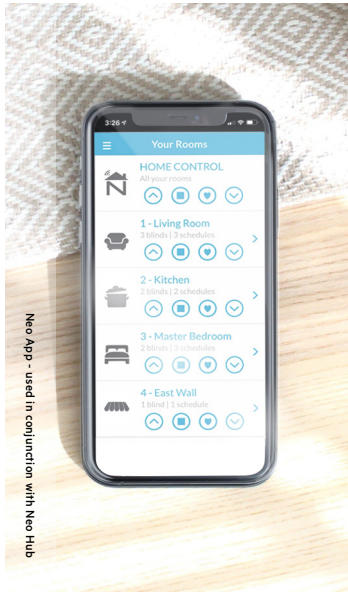 3:26
Your Rooms
HOME CONTROL
All your rooms
1 - Living Room
3 blinds | 3 schedules
2 - Kitchen
2 blinds | 2 schedules
3 - Master Bedroom
2 blinds | 3 schedules
4 - East Wall
1 blind | 1 schedule
Neo App - used in conjunction with Neo Hub